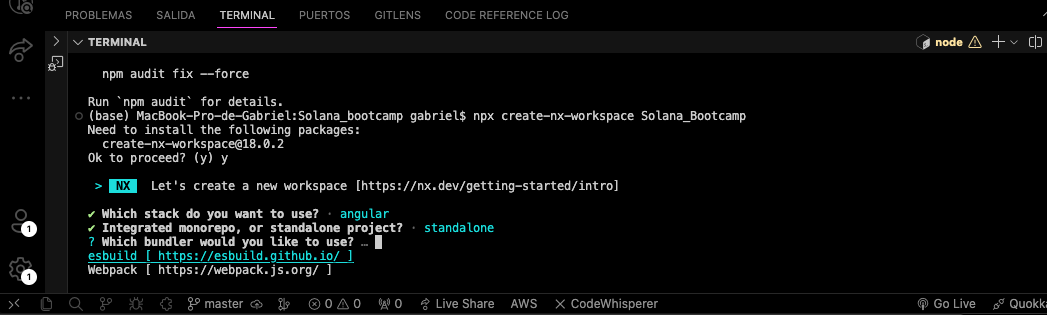 PROBLEMAS SALIDA TERMINAL PUERTOS GITLENS CODE REFERENCE LOG
TERMINAL node
npm audit fix --force
Run `npm audit` for details.
(base) MacBook-Pro-de-Gabriel:Solana_bootcamp gabriel$ npx create-nx-workspace Solana_Bootcamp
Need to install the following packages:
create-nx-workspace@18.0.2
Ok to proceed? (y) y
> NX Let's create a new workspace [https://nx.dev/getting-started/intro]
✔ Which stack do you want to use? · angular
✔ Integrated monorepo, or standalone project? · standalone
? Which bundler would you like to use? …
esbuild [ https://esbuild.github.io/ ]
Webpack [ https://webpack.js.org/ ]
1
1
master 0 0 0 Live Share AWS CodeWhisperer Go Live Quokka